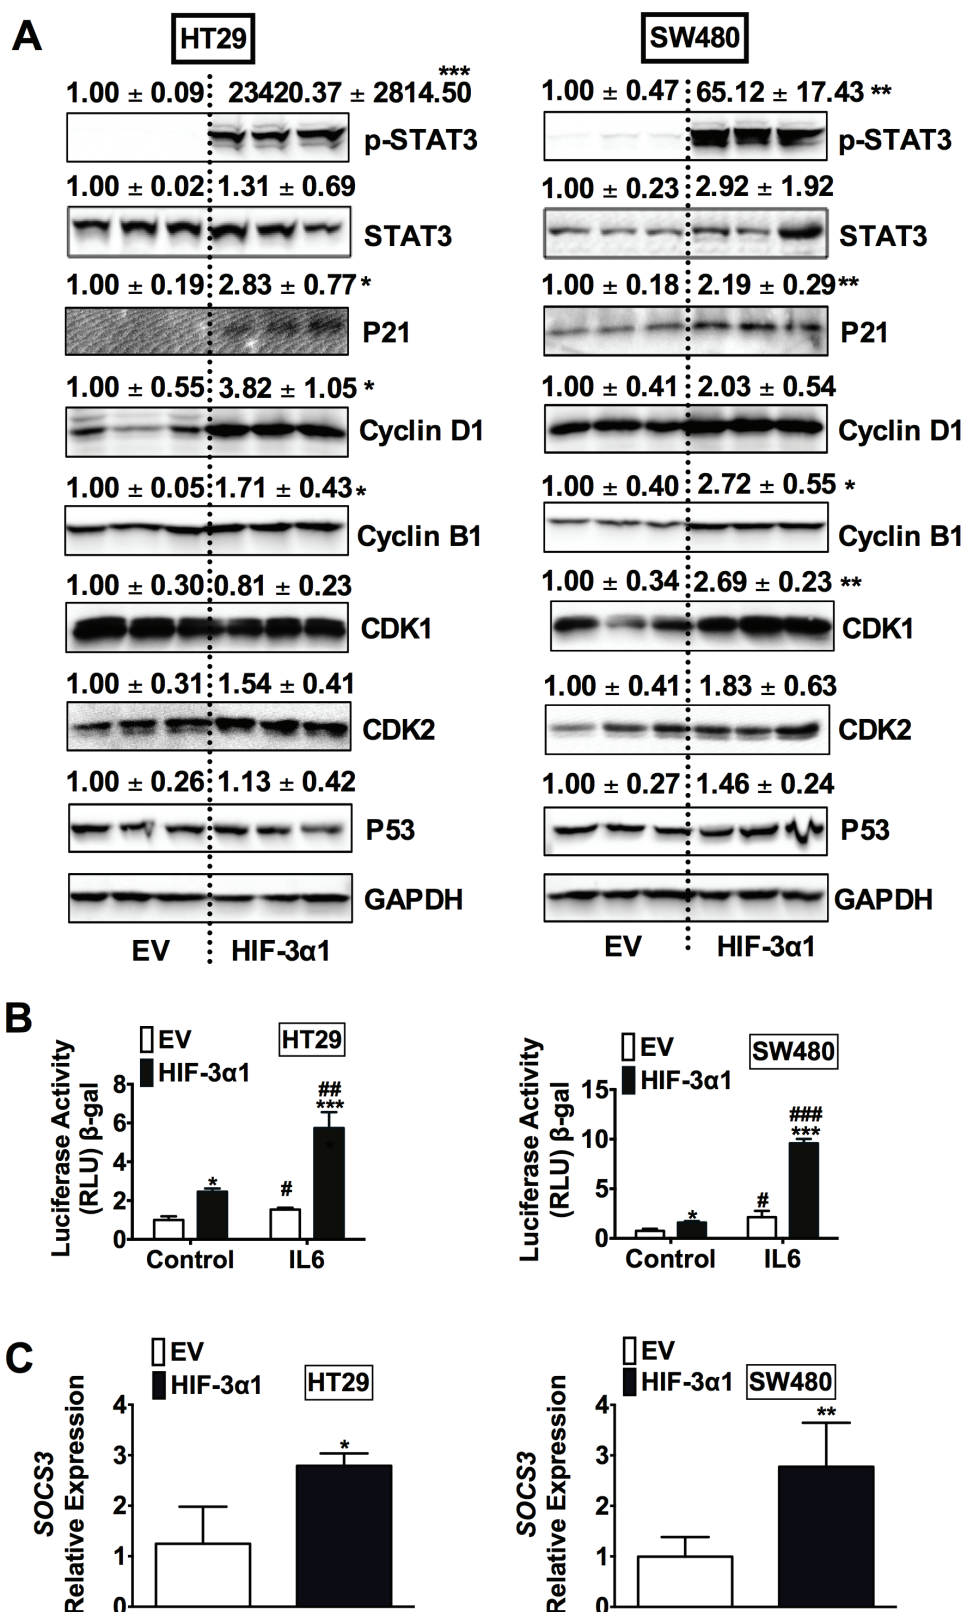 A
HT29
SW480
***
1.00 ± 0.09 23420.37 ± 2814.50
p-STAT3
1.00 ± 0.02 1.31 ± 0.69
STAT3
1.00 ± 0.19 2.83 ± 0.77 *
P21
1.00 ± 0.55 3.82 ± 1.05 *
Cyclin D1
1.00 ± 0.05 1.71 ± 0.43 *
Cyclin B1
1.00 ± 0.30 0.81 ± 0.23
CDK1
1.00 ± 0.31 1.54 ± 0.41
CDK2
1.00 ± 0.26 1.13 ± 0.42
P53
GAPDH
EV HIF-3α1
1.00 ± 0.47 65.12 ± 17.43 **
p-STAT3
1.00 ± 0.23 2.92 ± 1.92
STAT3
1.00 ± 0.18 2.19 ± 0.29 **
P21
1.00 ± 0.41 2.03 ± 0.54
Cyclin D1
1.00 ± 0.40 2.72 ± 0.55 *
Cyclin B1
1.00 ± 0.34 2.69 ± 0.23 **
CDK1
1.00 ± 0.41 1.83 ± 0.63
CDK2
1.00 ± 0.27 1.46 ± 0.24
P53
GAPDH
EV HIF-3α1
B
EV
HIF-3α1
HT29
Luciferase Activity
(RLU) β-gal
8
6
4
2
0
*
#
##
***
*
Control IL6
EV
HIF-3α1
SW480
Luciferase Activity
(RLU) β-gal
15
10
5
0
*
#
###
***
Control IL6
C
EV
HIF-3α1
HT29
SOCS3
Relative Expression
4
3
2
1
0
*
EV
HIF-3α1
SW480
SOCS3
Relative Expression
4
3
2
1
0
**